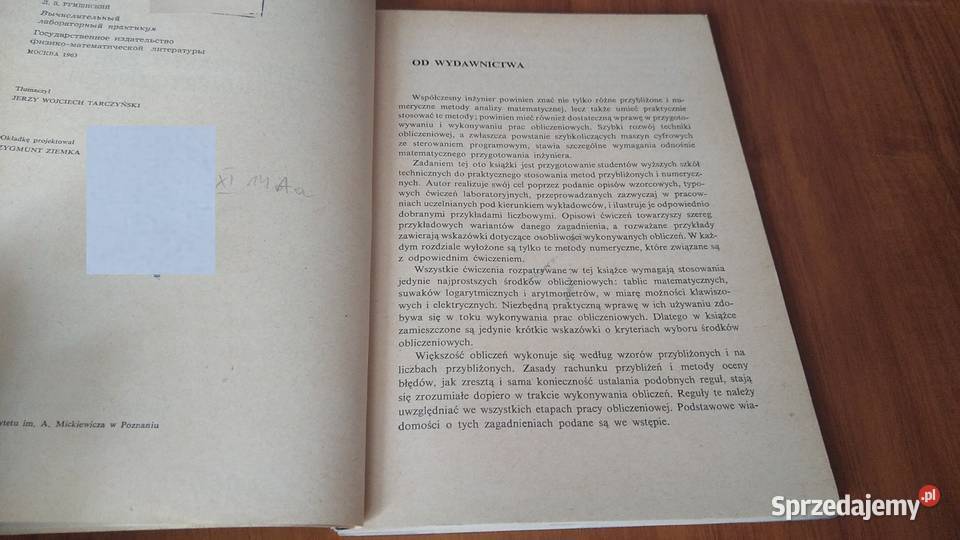 Л. А. РУМШИСКИЙ
Вычислительный
лабораторный практикум
Государственное издательство
физико-математической литературы
МОСКВА 1963
Tłumaczył
JERZY WOJCIECH TARCZYŃSKI
Okładkę projektował
ZYGMUNT ZIEMKA
XI 14
ytetu im. A. Mickiewicza w Poznaniu
OD WYDAWNICTWA
Współczesny inżynier powinien znać nie tylko różne przybliżone i nu-
meryczne metody analizy matematycznej, lecz także umieć praktycznie
stosować te metody; powinien mieć również dostateczną wprawę w przygoto-
wywaniu i wykonywaniu prac obliczeniowych. Szybki rozwój techniki
obliczeniowej, a zwłaszcza powstanie szybkoliczących maszyn cyfrowych
ze sterowaniem programowym, stawia szczególne wymagania odnośnie
matematycznego przygotowania inżyniera.
Zadaniem tej oto książki jest przygotowanie studentów wyższych szkół
technicznych do praktycznego stosowania metod przybliżonych i numerycz-
nych. Autor realizuje swój cel poprzez podanie opisów wzorcowych, typo-
wych ćwiczeń laboratoryjnych, przeprowadzanych zazwyczaj w pracow-
niach uczelnianych pod kierunkiem wykładowców, i ilustruje je odpowiednio
dobranymi przykładami liczbowymi. Opisowi ćwiczeń towarzyszy szereg
przykładowych wariantów danego zagadnienia, a rozważane przykłady
zawierają wskazówki dotyczące osobliwości wykonywanych obliczeń. W każ-
dym rozdziale wyłożone są tylko te metody numeryczne, które związane są
z odpowiednim ćwiczeniem.
Wszystkie ćwiczenia rozpatrywane w tej książce wymagają stosowania
jedynie najprostszych środków obliczeniowych: tablic matematycznych,
suwaków logarytmicznych i arytmometrów, w miarę możności klawiszo-
wych i elektrycznych. Niezbędną praktyczną wprawę w ich używaniu zdo-
bywa się w toku wykonywania prac obliczeniowych. Dlatego w książce
zamieszczone są jedynie krótkie wskazówki o kryteriach wyboru środków
obliczeniowych.
Większość obliczeń wykonuje się według wzorów przybliżonych i na
liczbach przybliżonych. Zasady rachunku przybliżeń i metody oceny
błędów, jak zresztą i sama konieczność ustalania podobnych reguł, stają
się zrozumiałe dopiero w trakcie wykonywania obliczeń. Reguły te należy
uwzględniać we wszystkich etapach pracy obliczeniowej. Podstawowe wia-
domości o tych zagadnieniach podane są we wstępie.
Sprzedajemy.pl